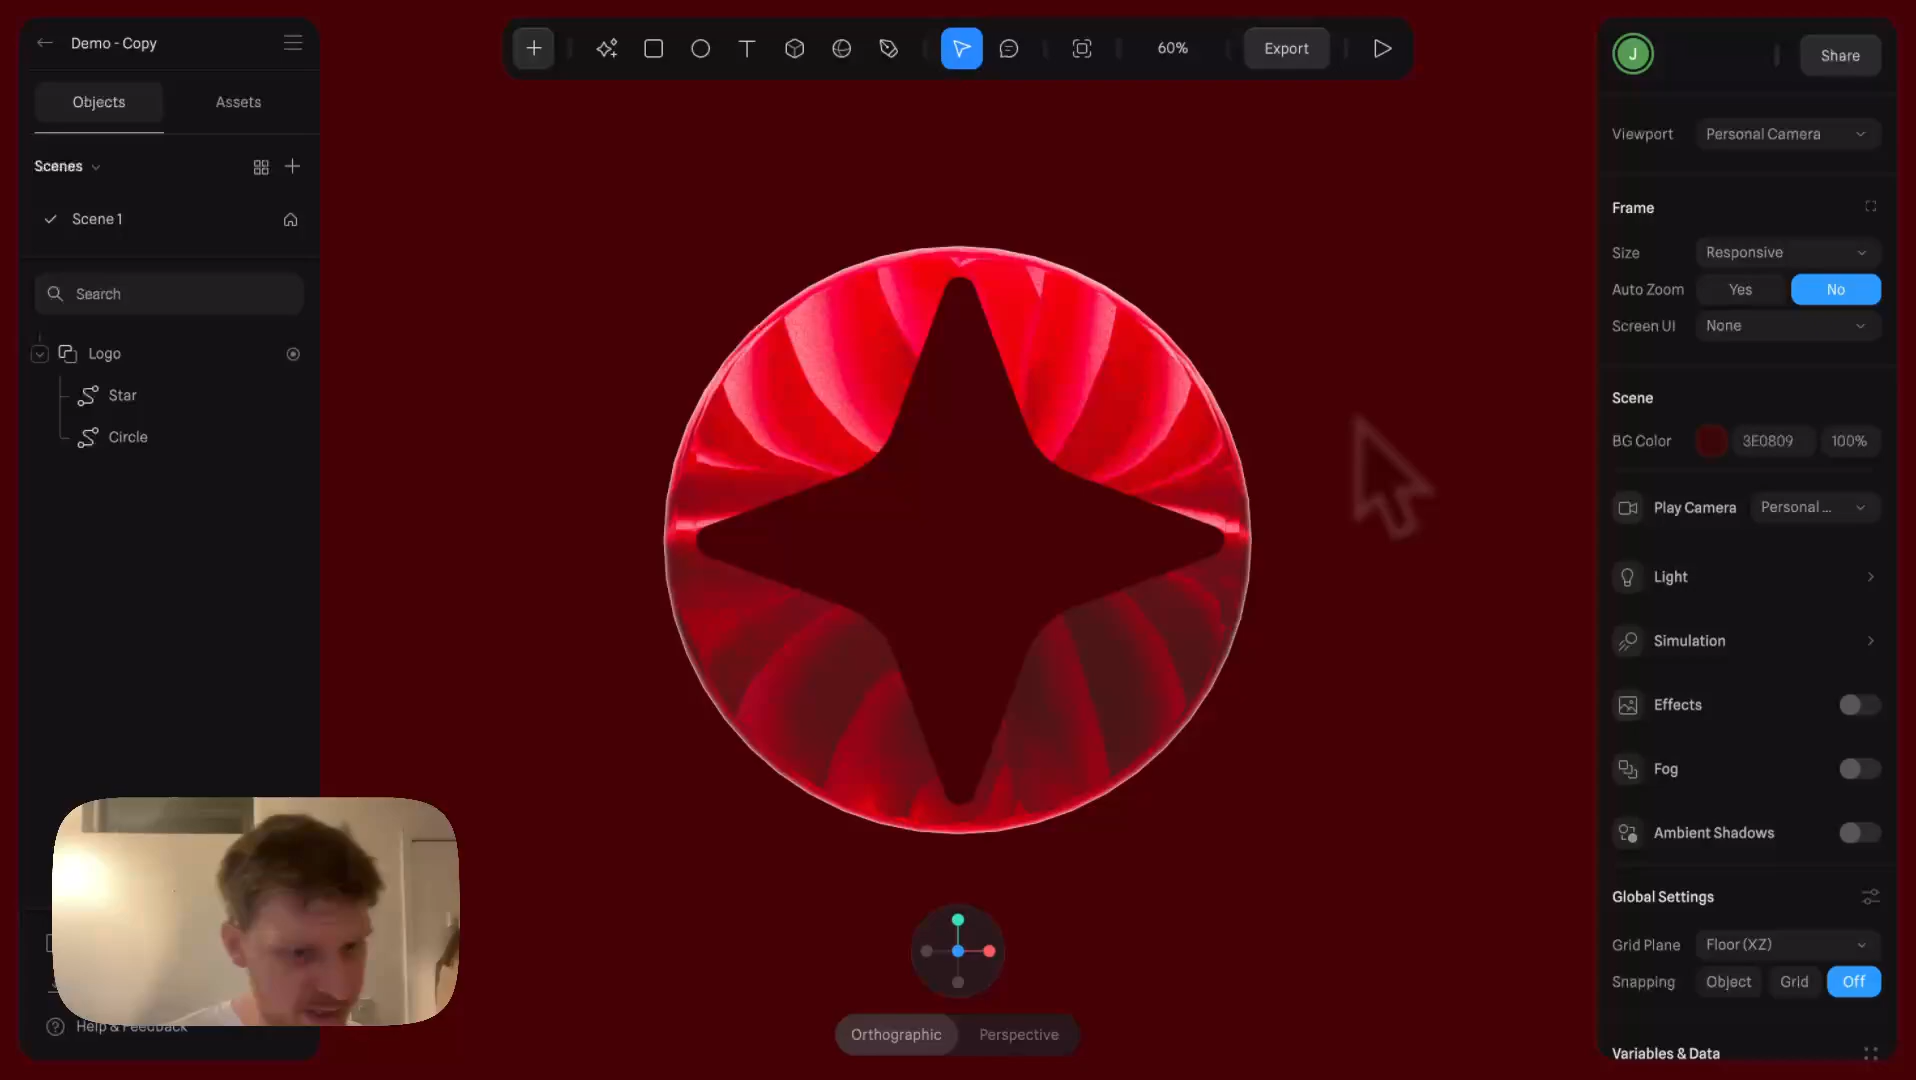 Demo - Copy
Objects
Assets
Scenes
Scene 1
Search
Logo
Star
Circle
Help & Feedback
60%
Export
Orthographic
Perspective
J
Share
Viewport
Personal Camera
Frame
Size
Responsive
Auto Zoom
Yes
No
Screen UI
None
Scene
BG Color
3E0809
100%
Play Camera
Personal ...
Light
Simulation
Effects
Fog
Ambient Shadows
Global Settings
Grid Plane
Floor (XZ)
Snapping
Object
Grid
Off
Variables & Data